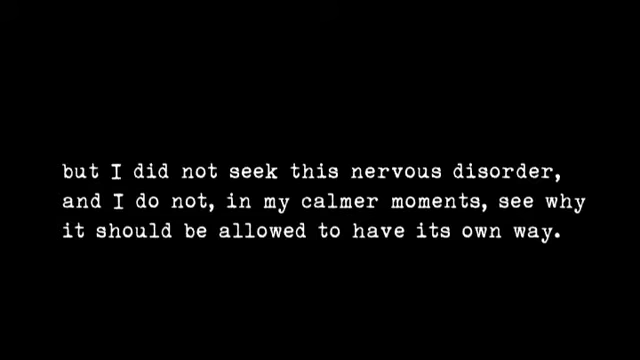 but I did not seek this nervous disorder,
and I do not, in my calmer moments, see why
it should be allowed to have its own way.